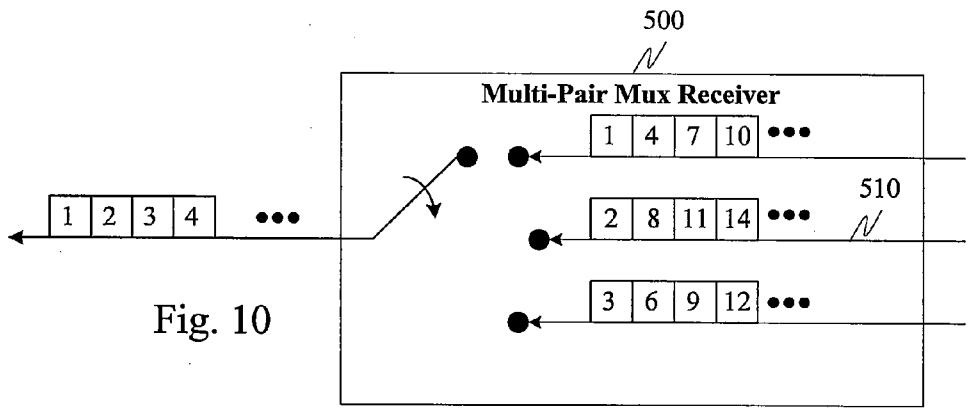 500
Multi-Pair Mux Receiver
1 4 7 10 •••
510
1 2 3 4 •••
2 8 11 14 •••
Fig. 10
3 6 9 12 •••